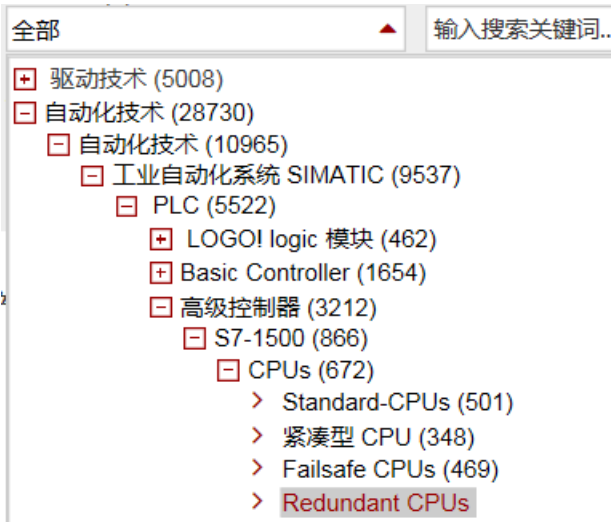 全部
输入搜索关键词..
驱动技术 (5008)
自动化技术 (28730)
自动化技术 (10965)
工业自动化系统 SIMATIC (9537)
PLC (5522)
LOGO! logic 模块 (462)
Basic Controller (1654)
高级控制器 (3212)
S7-1500 (866)
CPUs (672)
Standard-CPUs (501)
紧凑型 CPU (348)
Failsafe CPUs (469)
Redundant CPUs